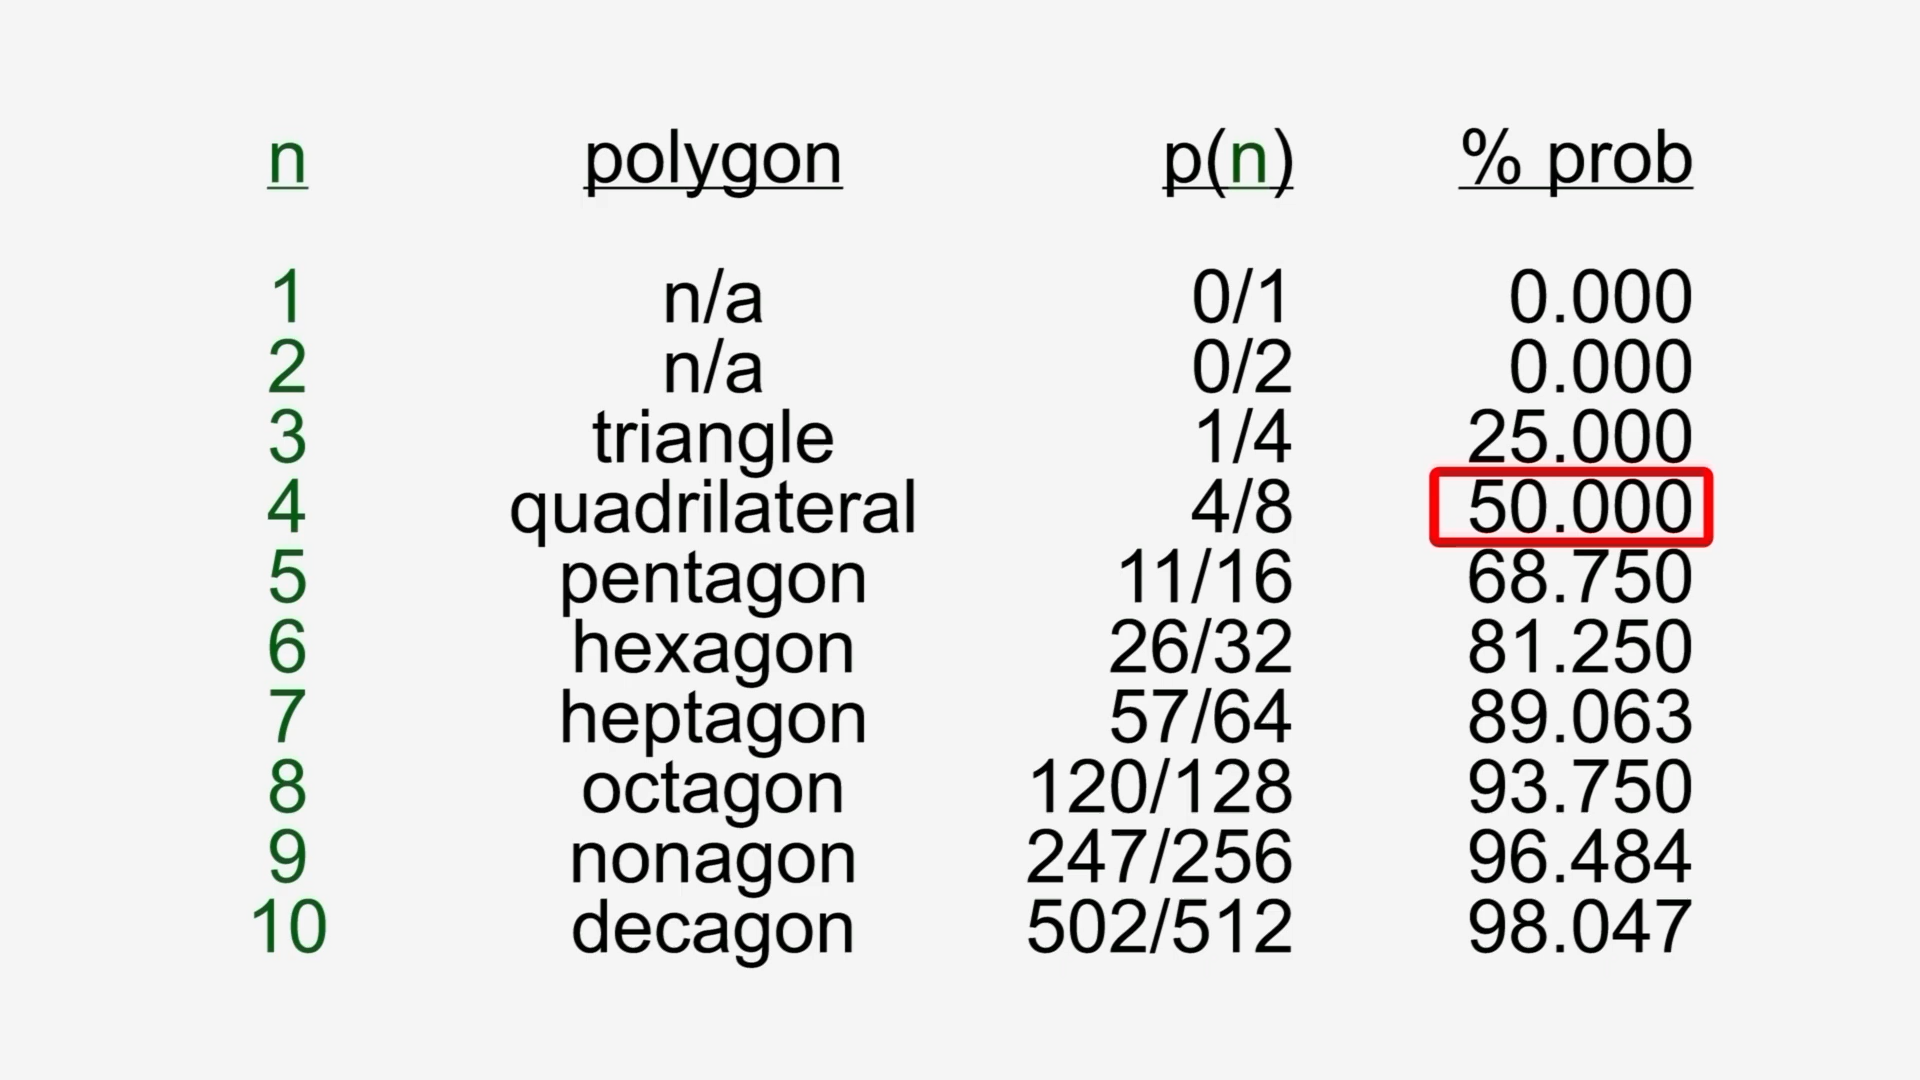 n polygon p(n) % prob
1 n/a 0/1 0.000
2 n/a 0/2 0.000
3 triangle 1/4 25.000
4 quadrilateral 4/8 50.000
5 pentagon 11/16 68.750
6 hexagon 26/32 81.250
7 heptagon 57/64 89.063
8 octagon 120/128 93.750
9 nonagon 247/256 96.484
10 decagon 502/512 98.047